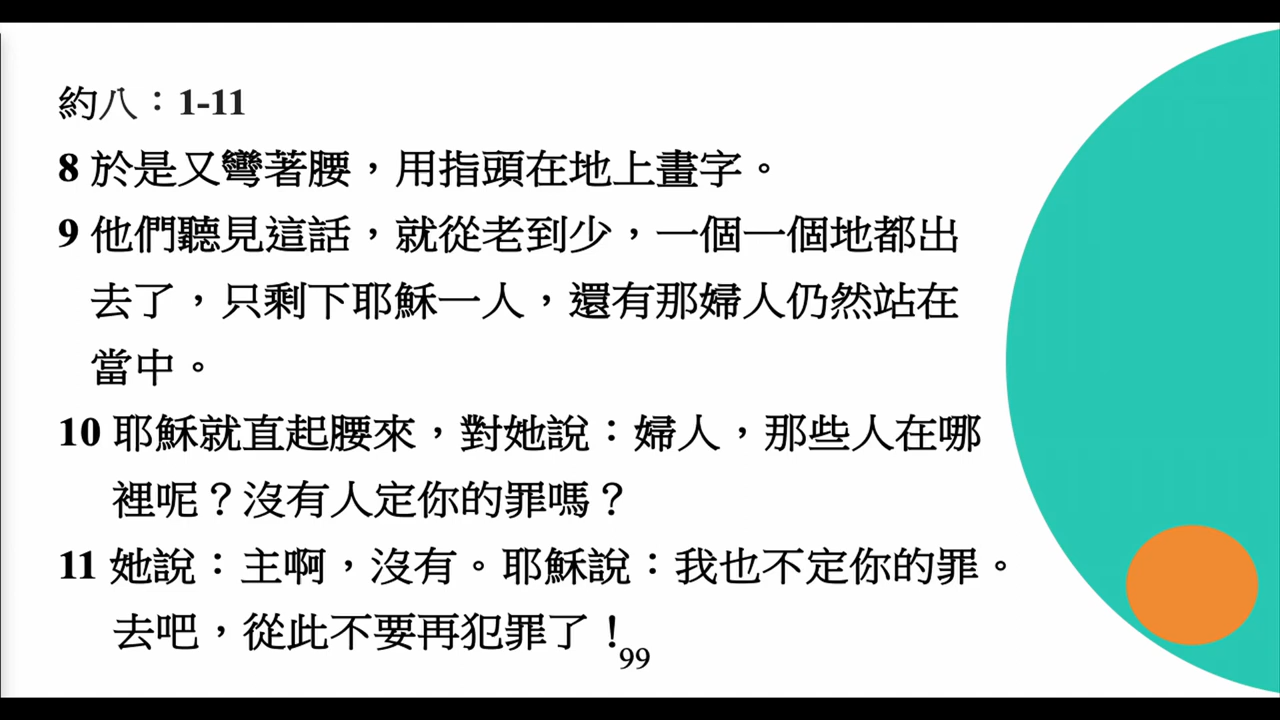 約八：1-11
8 於是又彎著腰，用指頭在地上畫字。
9 他們聽見這話，就從老到少，一個一個地都出
去了，只剩下耶穌一人，還有那婦人仍然站在
當中。
10 耶穌就直起腰來，對她說：婦人，那些人在哪
裡呢？沒有人定你的罪嗎？
11 她說：主啊，沒有。耶穌說：我也不定你的罪。
去吧，從此不要再犯罪了！
99